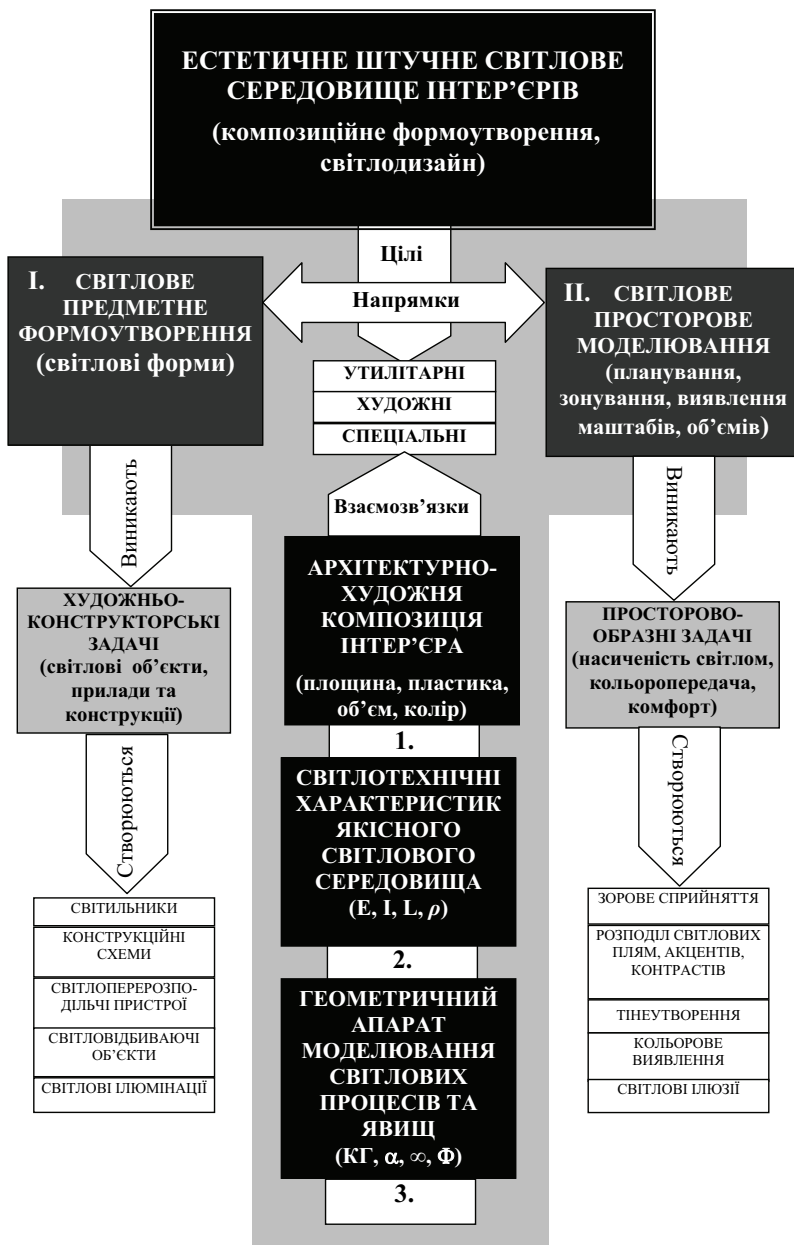 ЕСТЕТИЧНЕ ШТУЧНЕ СВІТЛОВЕ
СЕРЕДОВИЩЕ ІНТЕР’ЄРІВ
(композиційне формоутворення,
світлодизайн)
Цілі
Напрямки
I. СВІТЛОВЕ
ПРЕДМЕТНЕ
ФОРМОУТВОРЕННЯ
(світлові форми)
II. СВІТЛОВЕ
ПРОСТОРОВЕ
МОДЕЛЮВАННЯ
(планування,
зонування, виявлення
маштабів, об’ємів)
УТИЛІТАРНІ
ХУДОЖНІ
СПЕЦІАЛЬНІ
Виникають
Взаємозв’язки
Виникають
ХУДОЖНЬО-
КОНСТРУКТОРСЬКІ
ЗАДАЧІ
(світлові об’єкти,
прилади та
конструкції)
АРХІТЕКТУРНО-
ХУДОЖНЯ
КОМПОЗИЦІЯ
ІНТЕР’ЄРА
(площина, пластика,
об’єм, колір)
1.
ПРОСТОРОВО-
ОБРАЗНІ ЗАДАЧІ
(насиченість світлом,
кольоропередача,
комфорт)
Створюються
СВІТЛОТЕХНІЧНІ
ХАРАКТЕРИСТИК
ЯКІСНОГО
СВІТЛОВОГО
СЕРЕДОВИЩА
(E, I, L, ρ)
2.
Створюються
СВІТИЛЬНИКИ
КОНСТРУКЦІЙНІ
СХЕМИ
СВІТЛОПЕРЕРОЗПО-
ДІЛЬЧІ ПРИСТРОЇ
СВІТЛОВІДБИВАЮЧІ
ОБ’ЄКТИ
СВІТЛОВІ ІЛЮМІНАЦІЇ
ГЕОМЕТРИЧНИЙ
АПАРАТ
МОДЕЛЮВАННЯ
СВІТЛОВИХ
ПРОЦЕСІВ ТА
ЯВИЩ
(КГ, α, ∞, Ф)
3.
ЗОРОВЕ СПРИЙНЯТТЯ
РОЗПОДІЛ СВІТЛОВИХ
ПЛЯМ, АКЦЕНТІВ,
КОНТРАСТІВ
ТІНЕУТВОРЕННЯ
КОЛЬОРОВЕ
ВИЯВЛЕННЯ
СВІТЛОВІ ІЛЮЗІЇ